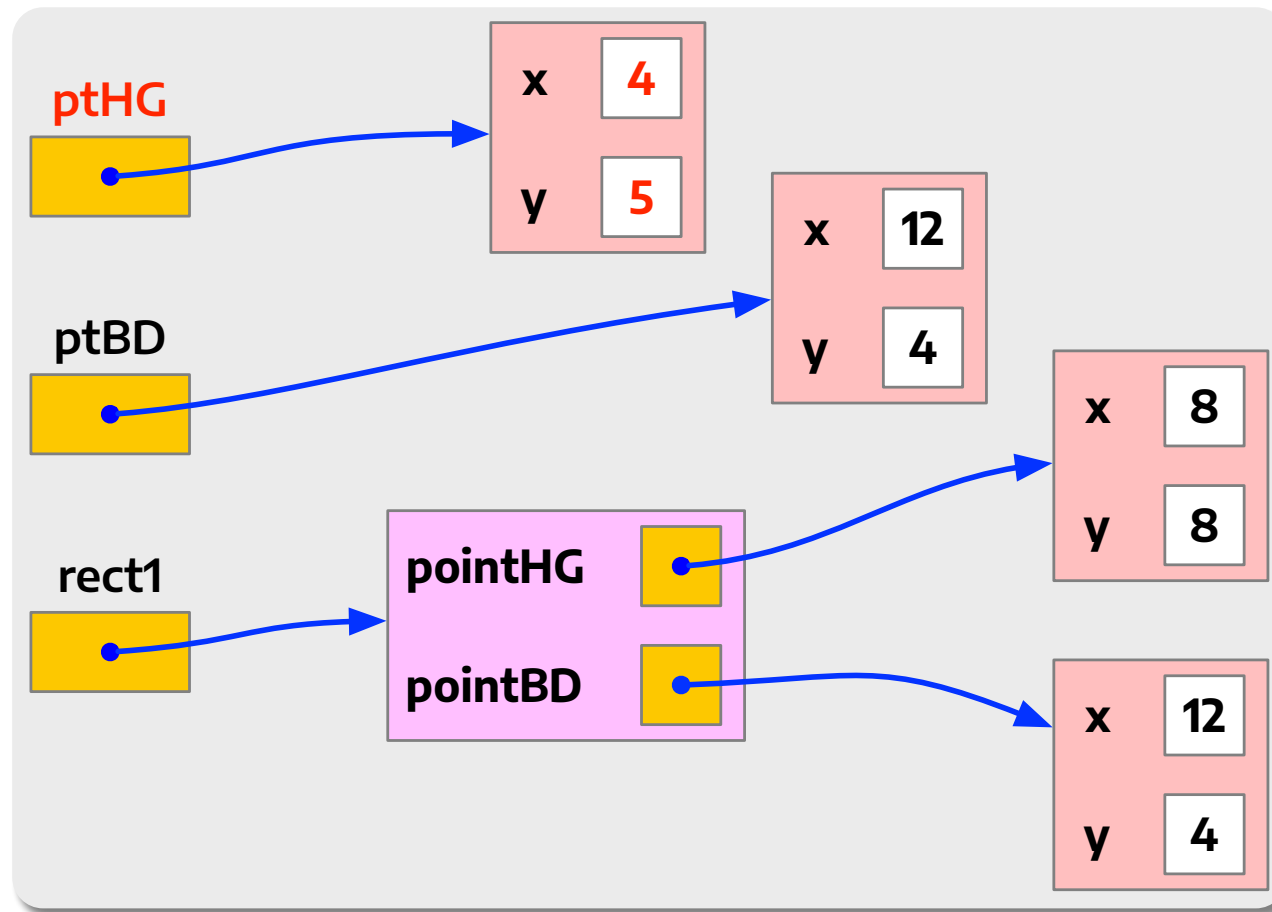 ptHG
x 4
y 5
ptBD
x 12
y 4
rect1
pointHG
pointBD
x 8
y 8
x 12
y 4